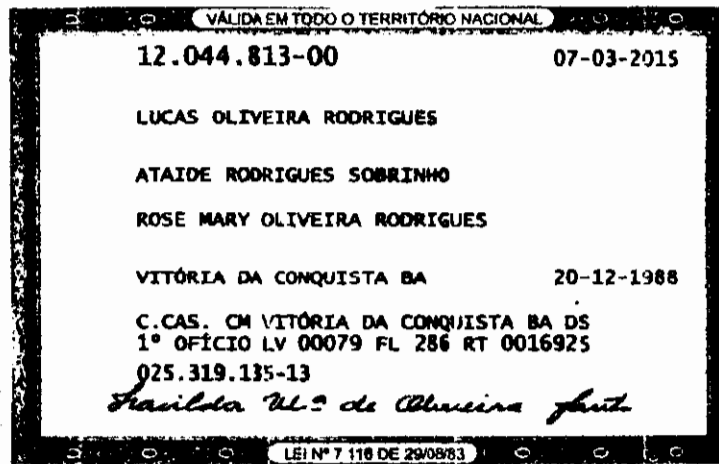 VÁLIDA EM TODO O TERRITÓRIO NACIONAL
12.044.813-00 07-03-2015
LUCAS OLIVEIRA RODRIGUES
ATAIDE RODRIGUES SOBRINHO
ROSE MARY OLIVEIRA RODRIGUES
VITÓRIA DA CONQUISTA BA 20-12-1988
C.CAS. CM VITÓRIA DA CONQUISTA BA DS
1º OFÍCIO LV 00079 FL 286 RT 0016925
025.319.135-13
de Oliveira
LEI Nº 7 116 DE 29/08/83